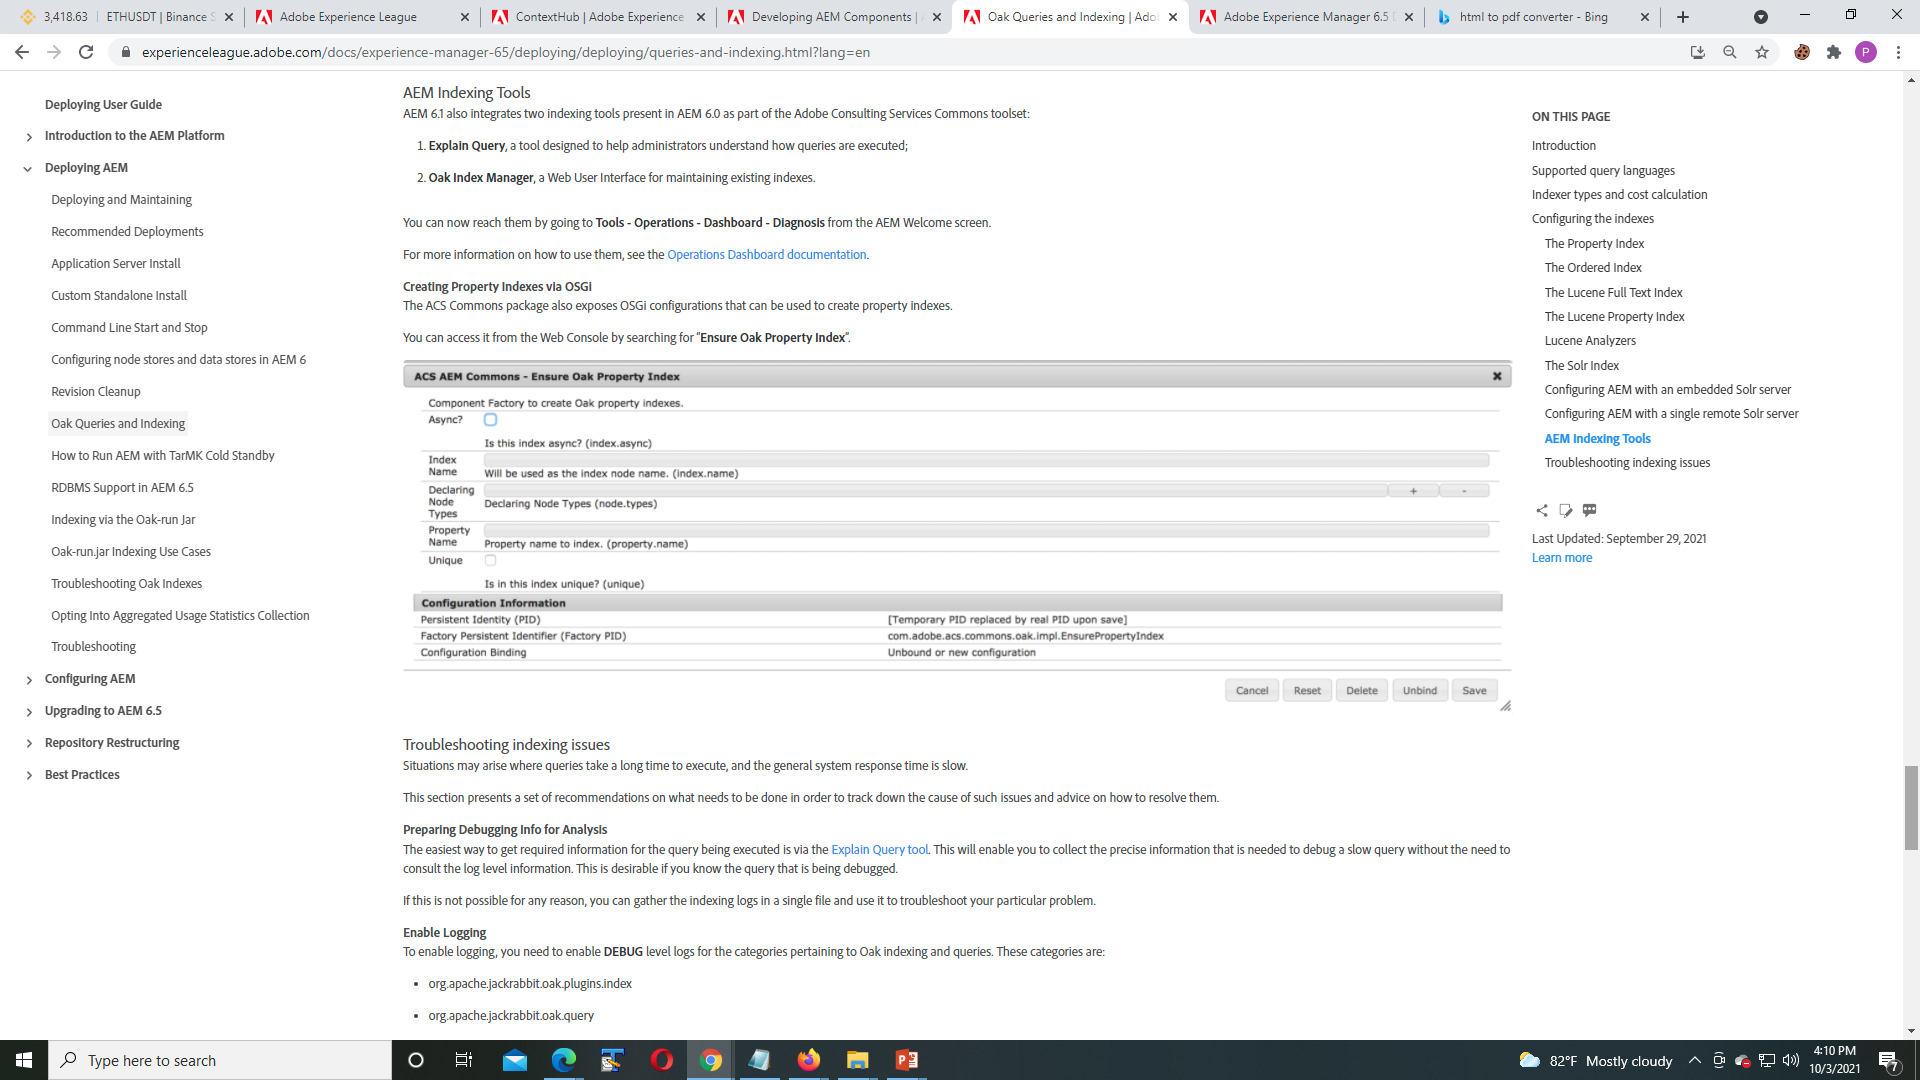 3,418.63 | ETHUSDT | Binance S
Adobe Experience League
ContextHub | Adobe Experience
Developing AEM Components |
Oak Queries and Indexing | Adob
Adobe Experience Manager 6.5 D
html to pdf converter - Bing
experienceleague.adobe.com/docs/experience-manager-65/deploying/deploying/queries-and-indexing.html?lang=en
P
Deploying User Guide
Introduction to the AEM Platform
Deploying AEM
Deploying and Maintaining
Recommended Deployments
Application Server Install
Custom Standalone Install
Command Line Start and Stop
Configuring node stores and data stores in AEM 6
Revision Cleanup
Oak Queries and Indexing
How to Run AEM with TarMK Cold Standby
RDBMS Support in AEM 6.5
Indexing via the Oak-run Jar
Oak-run.jar Indexing Use Cases
Troubleshooting Oak Indexes
Opting Into Aggregated Usage Statistics Collection
Troubleshooting
Configuring AEM
Upgrading to AEM 6.5
Repository Restructuring
Best Practices
AEM Indexing Tools
AEM 6.1 also integrates two indexing tools present in AEM 6.0 as part of the Adobe Consulting Services Commons toolset:
1. Explain Query, a tool designed to help administrators understand how queries are executed;
2. Oak Index Manager, a Web User Interface for maintaining existing indexes.
You can now reach them by going to Tools - Operations - Dashboard - Diagnosis from the AEM Welcome screen.
For more information on how to use them, see the Operations Dashboard documentation.
Creating Property Indexes via OSGi
The ACS Commons package also exposes OSGi configurations that can be used to create property indexes.
You can access it from the Web Console by searching for "Ensure Oak Property Index".
ACS AEM Commons - Ensure Oak Property Index
Component Factory to create Oak property indexes.
Async?
Is this index async? (index.async)
Index
Name
Will be used as the index node name. (index.name)
Declaring
Node
Types
+ -
Declaring Node Types (node.types)
Property
Name
Property name to index. (property.name)
Unique
Is in this index unique? (unique)
Configuration Information
Persistent Identity (PID) [Temporary PID replaced by real PID upon save]
Factory Persistent Identifier (Factory PID) com.adobe.acs.commons.oak.impl.EnsurePropertyIndex
Configuration Binding Unbound or new configuration
Cancel Reset Delete Unbind Save
Troubleshooting indexing issues
Situations may arise where queries take a long time to execute, and the general system response time is slow.
This section presents a set of recommendations on what needs to be done in order to track down the cause of such issues and advice on how to resolve them.
Preparing Debugging Info for Analysis
The easiest way to get required information for the query being executed is via the Explain Query tool. This will enable you to collect the precise information that is needed to debug a slow query without the need to
consult the log level information. This is desirable if you know the query that is being debugged.
If this is not possible for any reason, you can gather the indexing logs in a single file and use it to troubleshoot your particular problem.
Enable Logging
To enable logging, you need to enable DEBUG level logs for the categories pertaining to Oak indexing and queries. These categories are:
• org.apache.jackrabbit.oak.plugins.index
• org.apache.jackrabbit.oak.query
ON THIS PAGE
Introduction
Supported query languages
Indexer types and cost calculation
Configuring the indexes
The Property Index
The Ordered Index
The Lucene Full Text Index
The Lucene Property Index
Lucene Analyzers
The Solr Index
Configuring AEM with an embedded Solr server
Configuring AEM with a single remote Solr server
AEM Indexing Tools
Troubleshooting indexing issues
Last Updated: September 29, 2021
Learn more
Type here to search
82°F Mostly cloudy
4:10 PM
10/3/2021
7